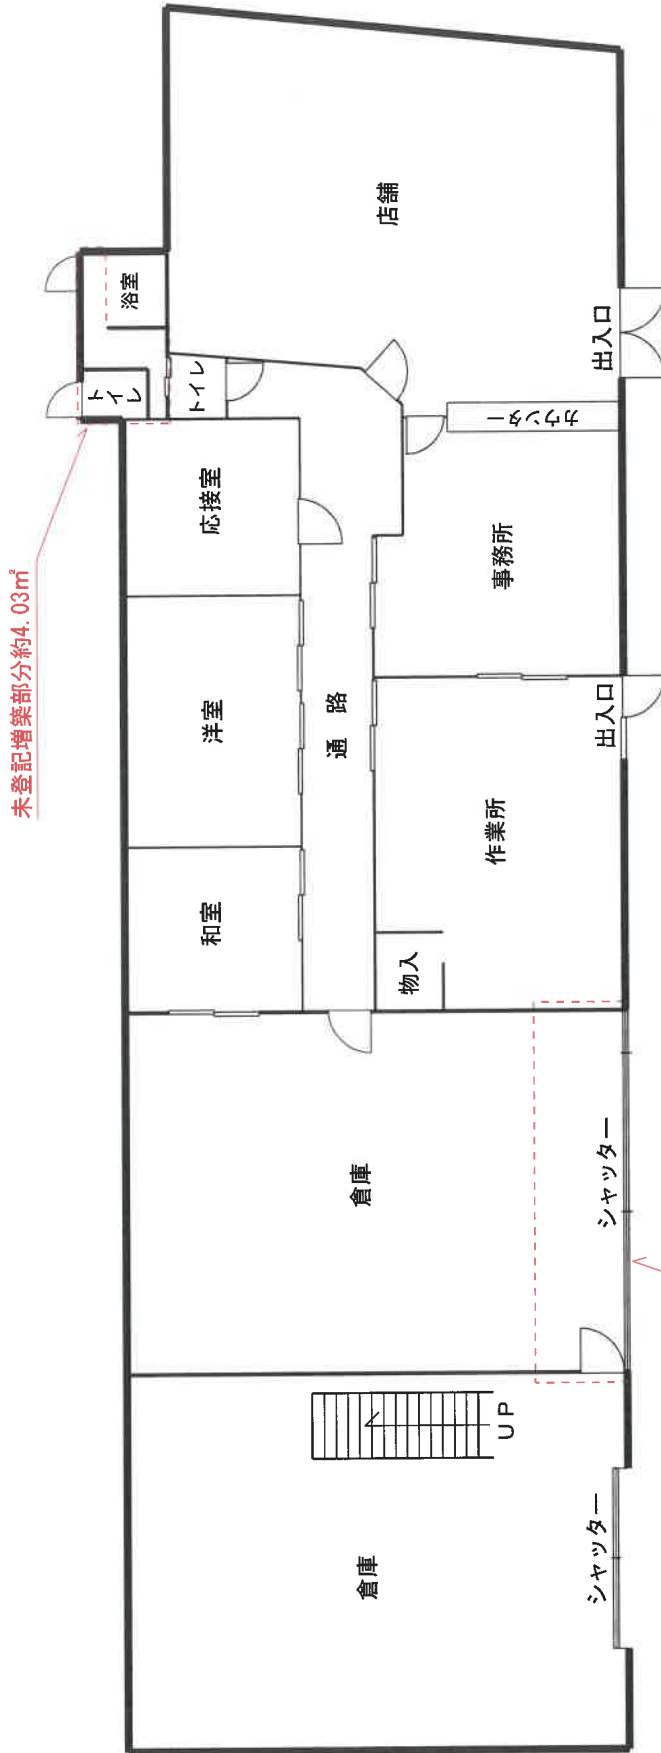 未登記増築部分約4.03㎡
浴室
トイレ
トイレ
店舗
応接室
カウンター
出入口
洋室
通路
事務所
和室
物入
作業所
出入口
倉庫
シャッター
倉庫
UP
シャッター